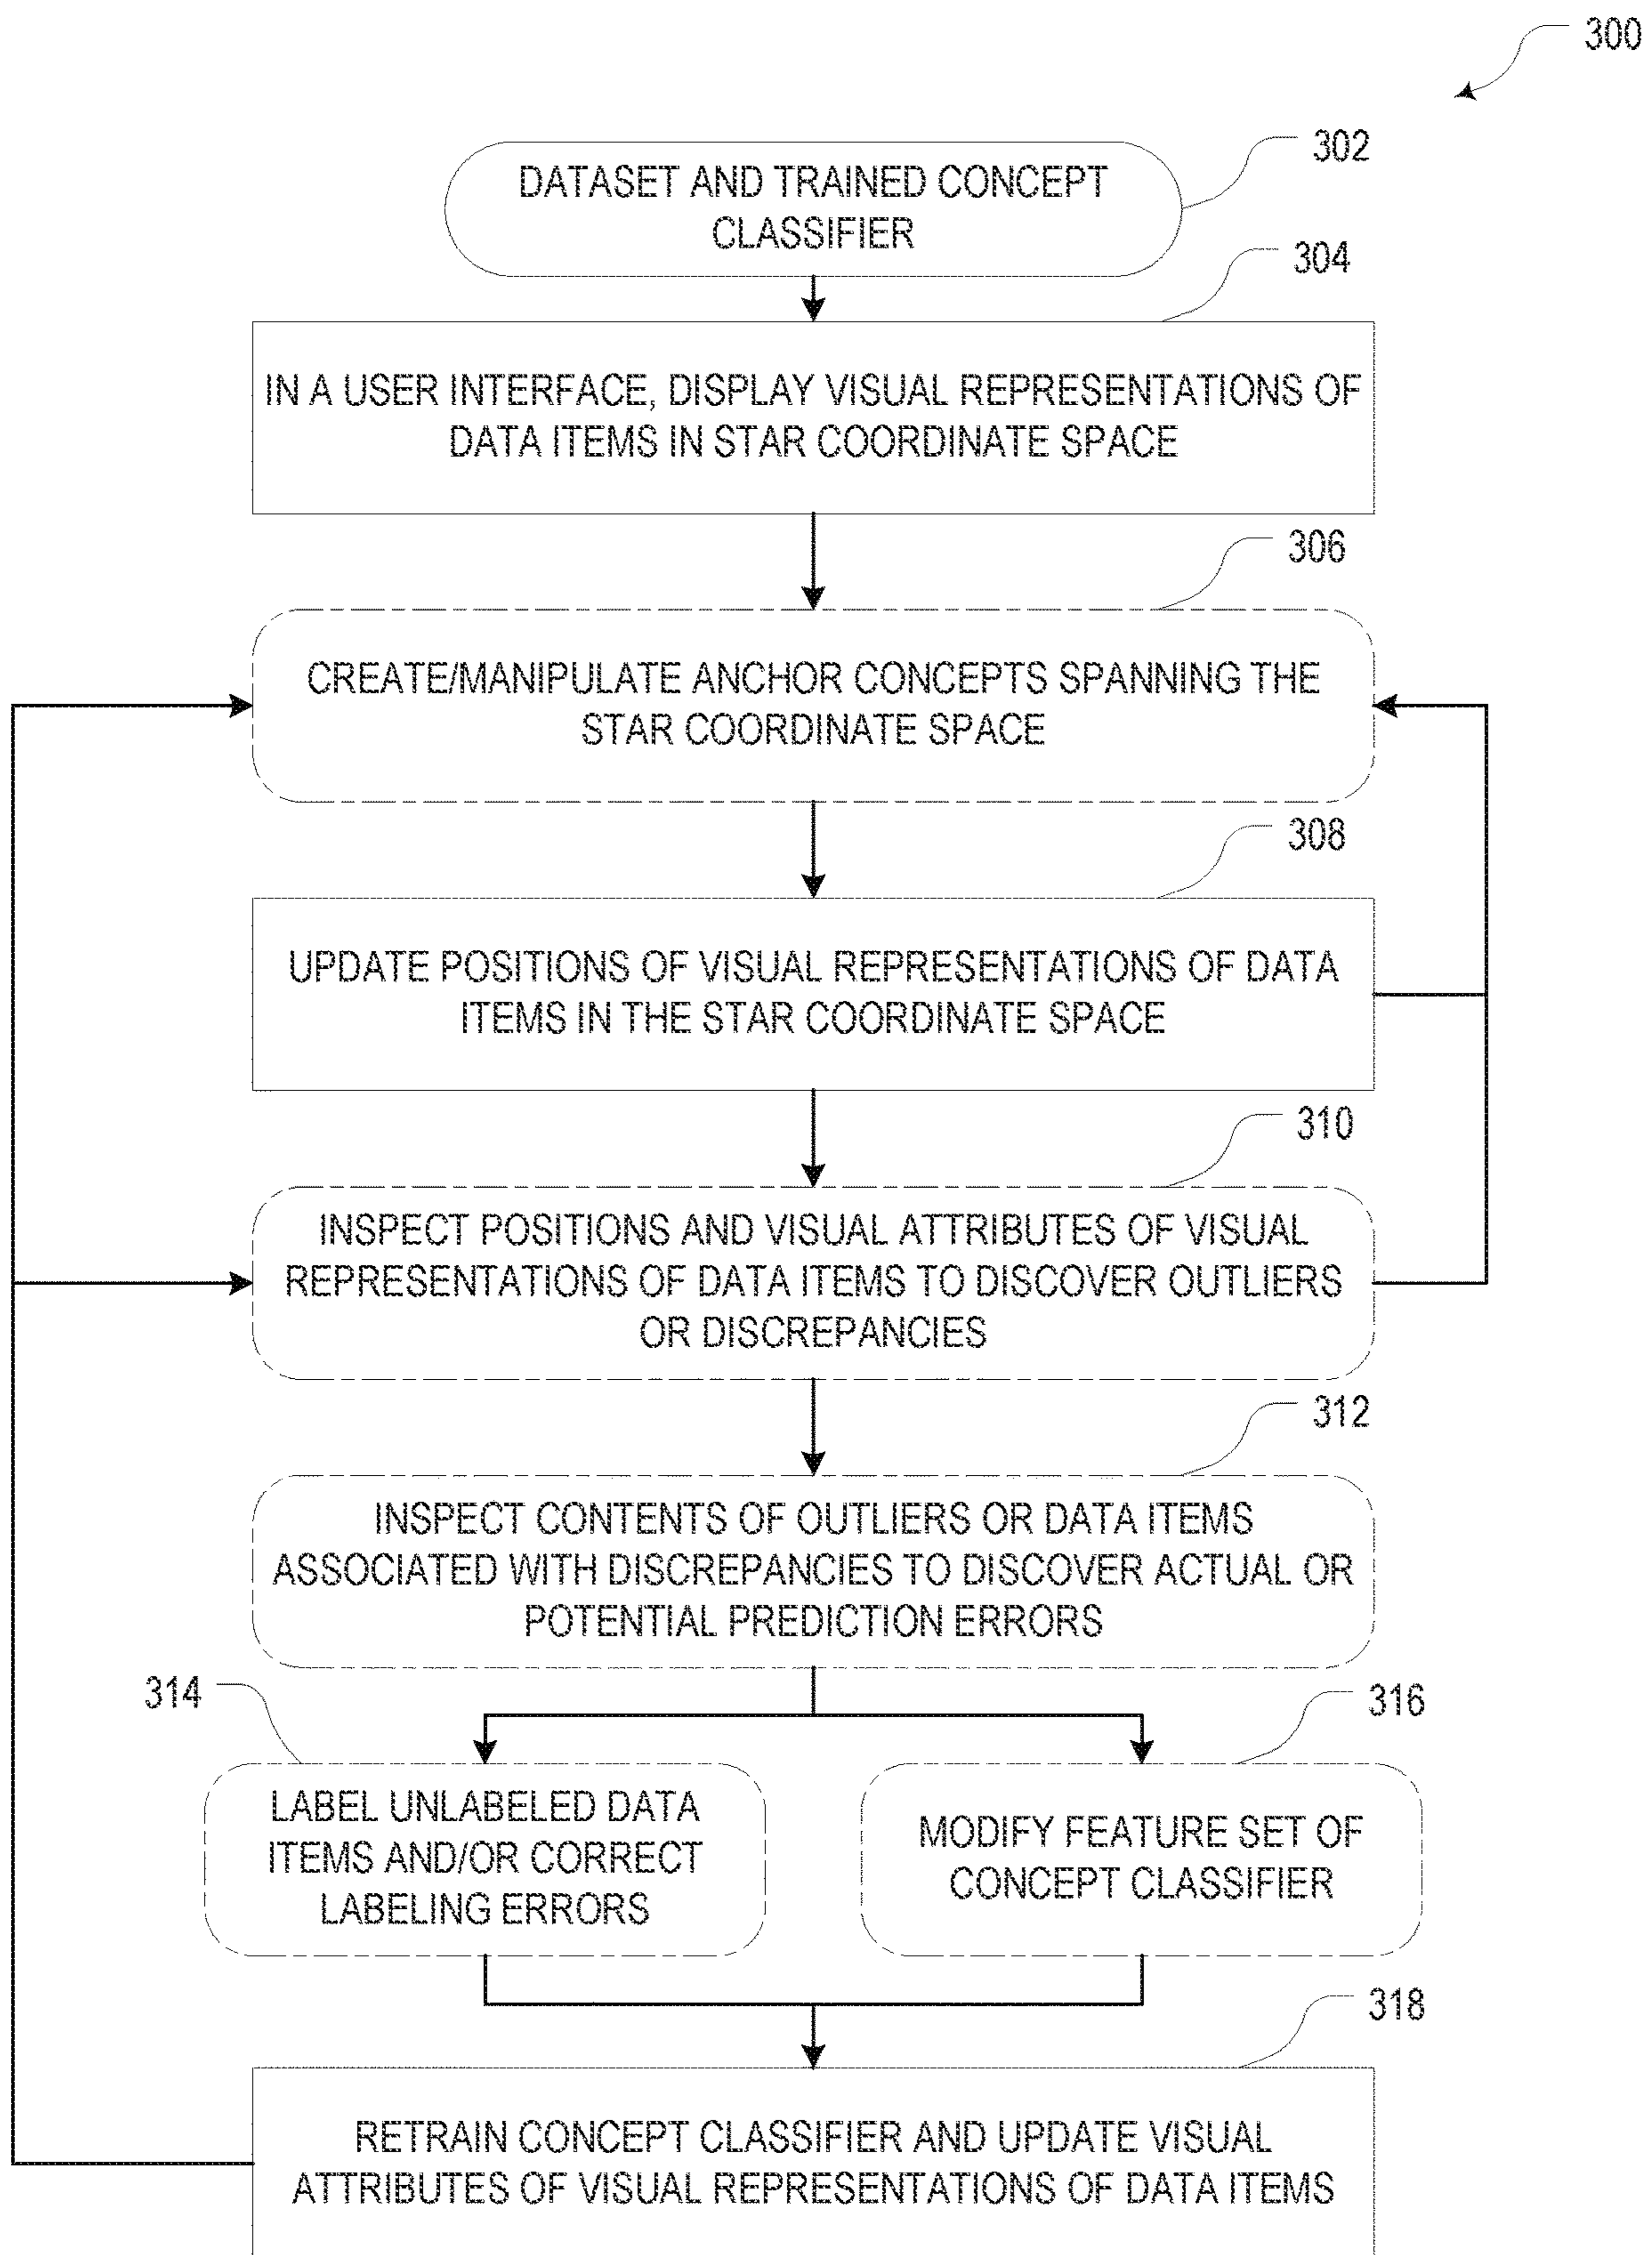 300
302
DATASET AND TRAINED CONCEPT
CLASSIFIER
304
IN A USER INTERFACE, DISPLAY VISUAL REPRESENTATIONS OF
DATA ITEMS IN STAR COORDINATE SPACE
306
CREATE/MANIPULATE ANCHOR CONCEPTS SPANNING THE
STAR COORDINATE SPACE
308
UPDATE POSITIONS OF VISUAL REPRESENTATIONS OF DATA
ITEMS IN THE STAR COORDINATE SPACE
310
INSPECT POSITIONS AND VISUAL ATTRIBUTES OF VISUAL
REPRESENTATIONS OF DATA ITEMS TO DISCOVER OUTLIERS
OR DISCREPANCIES
312
INSPECT CONTENTS OF OUTLIERS OR DATA ITEMS
ASSOCIATED WITH DISCREPANCIES TO DISCOVER ACTUAL OR
POTENTIAL PREDICTION ERRORS
314
LABEL UNLABELED DATA
ITEMS AND/OR CORRECT
LABELING ERRORS
316
MODIFY FEATURE SET OF
CONCEPT CLASSIFIER
318
RETRAIN CONCEPT CLASSIFIER AND UPDATE VISUAL
ATTRIBUTES OF VISUAL REPRESENTATIONS OF DATA ITEMS